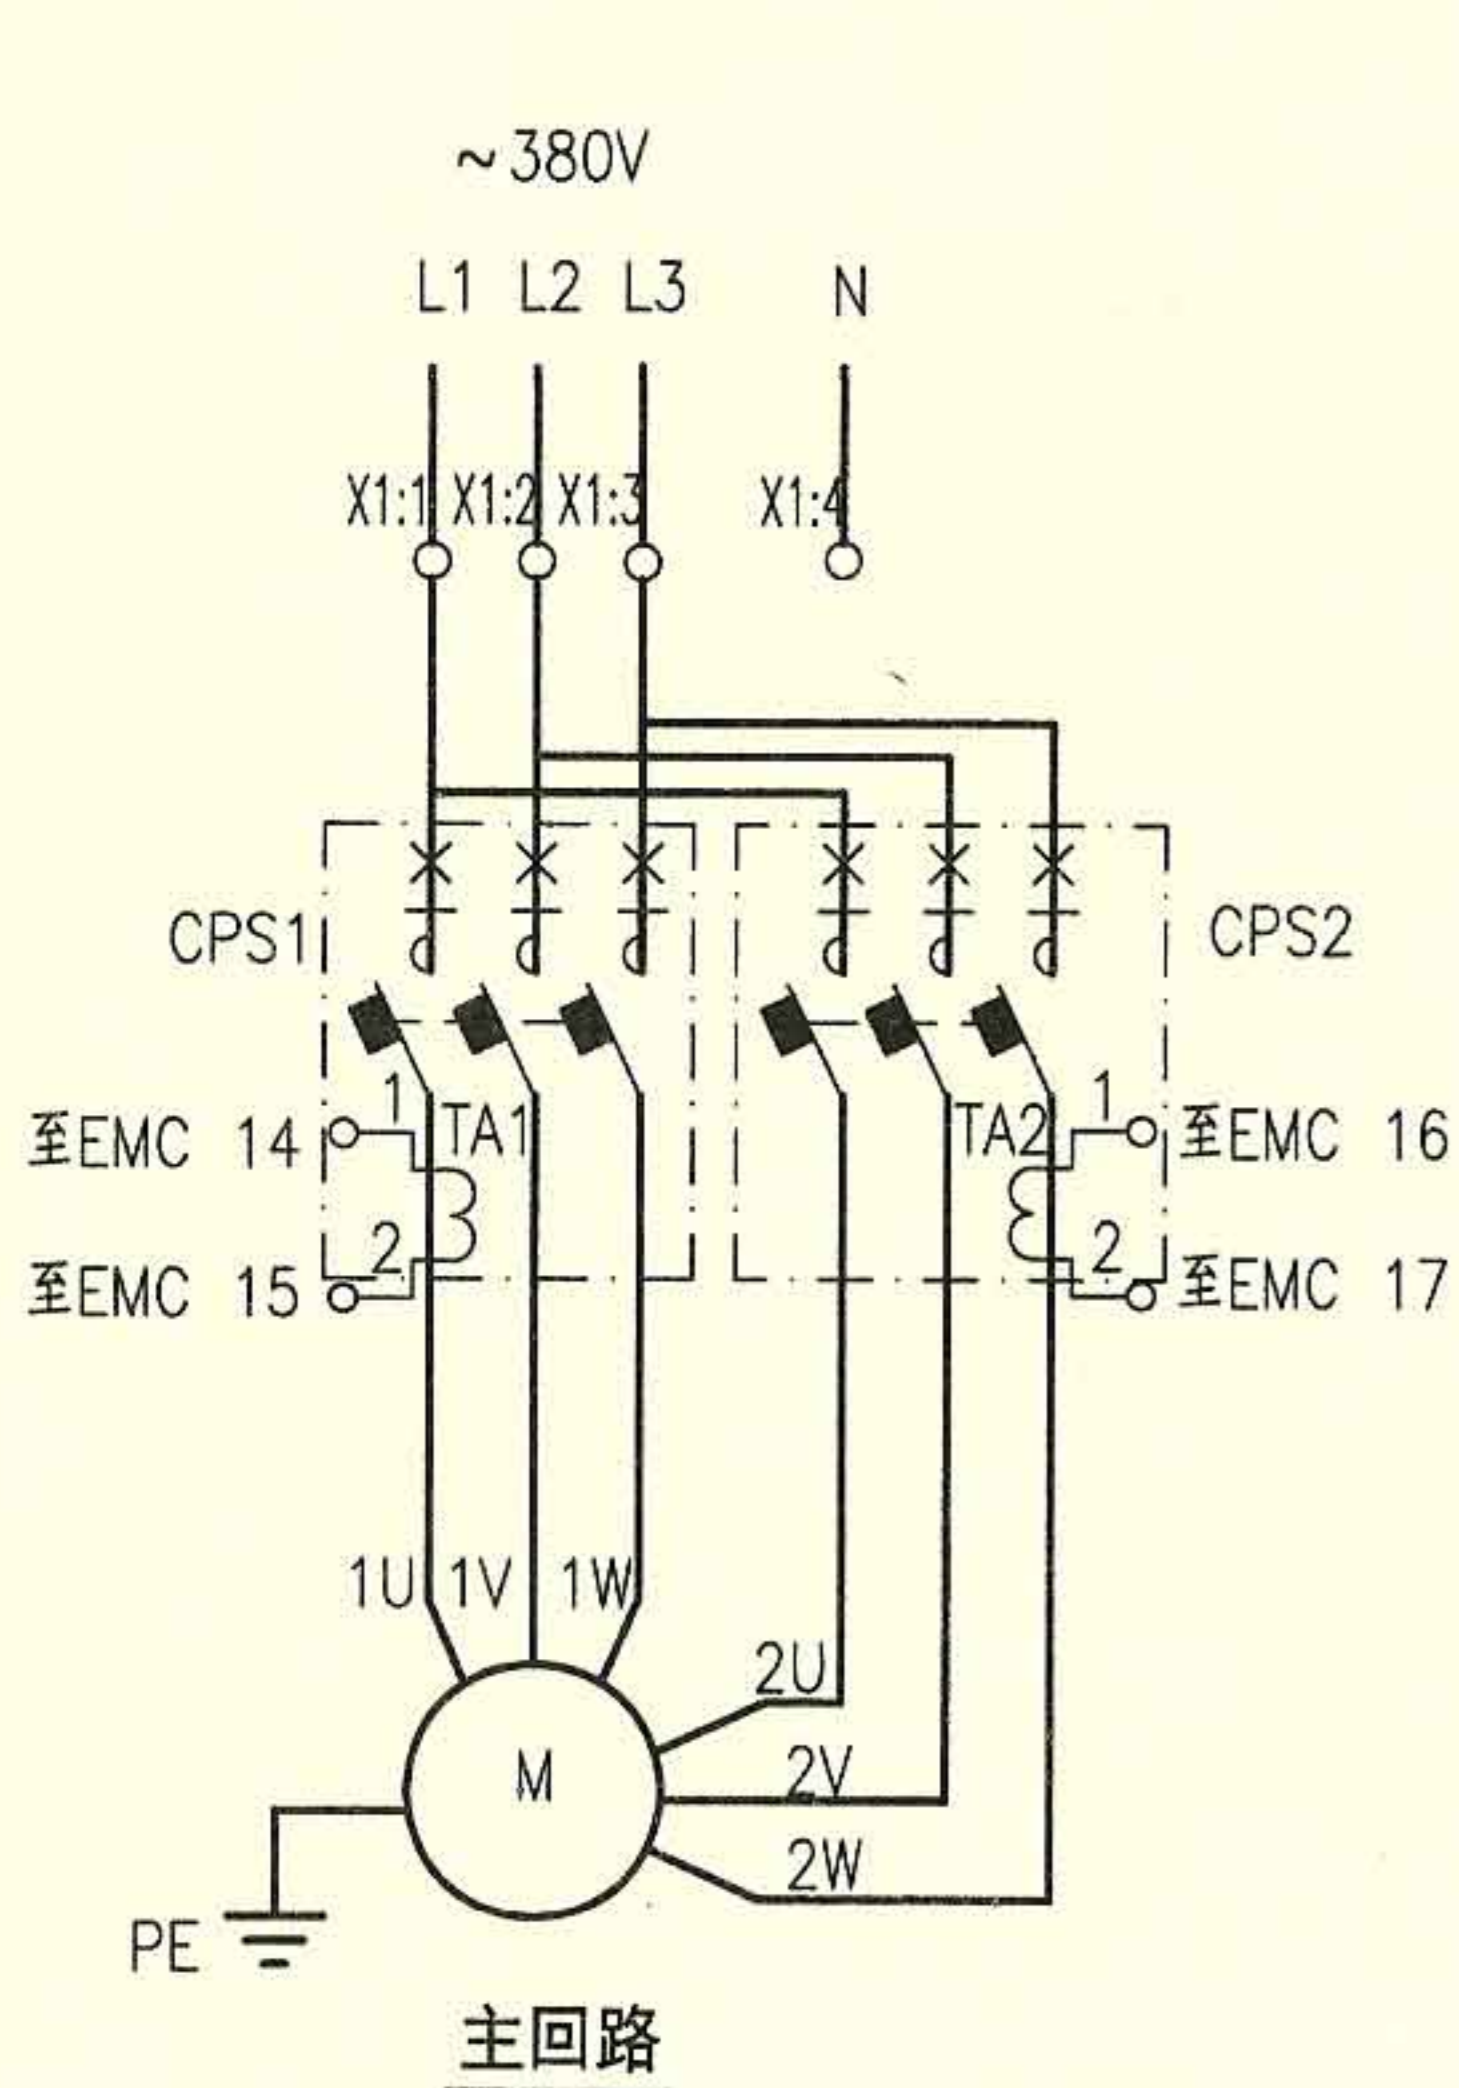 ~380V
L1 L2 L3 N
X1:1 X1:2 X1:3 X1:4
CPS1 CPS2
1 TA1 TA2 1
至EMC 14 至EMC 16
2 2
至EMC 15 至EMC 17
1U 1V 1W
2U
M 2V
2W
PE
主回路